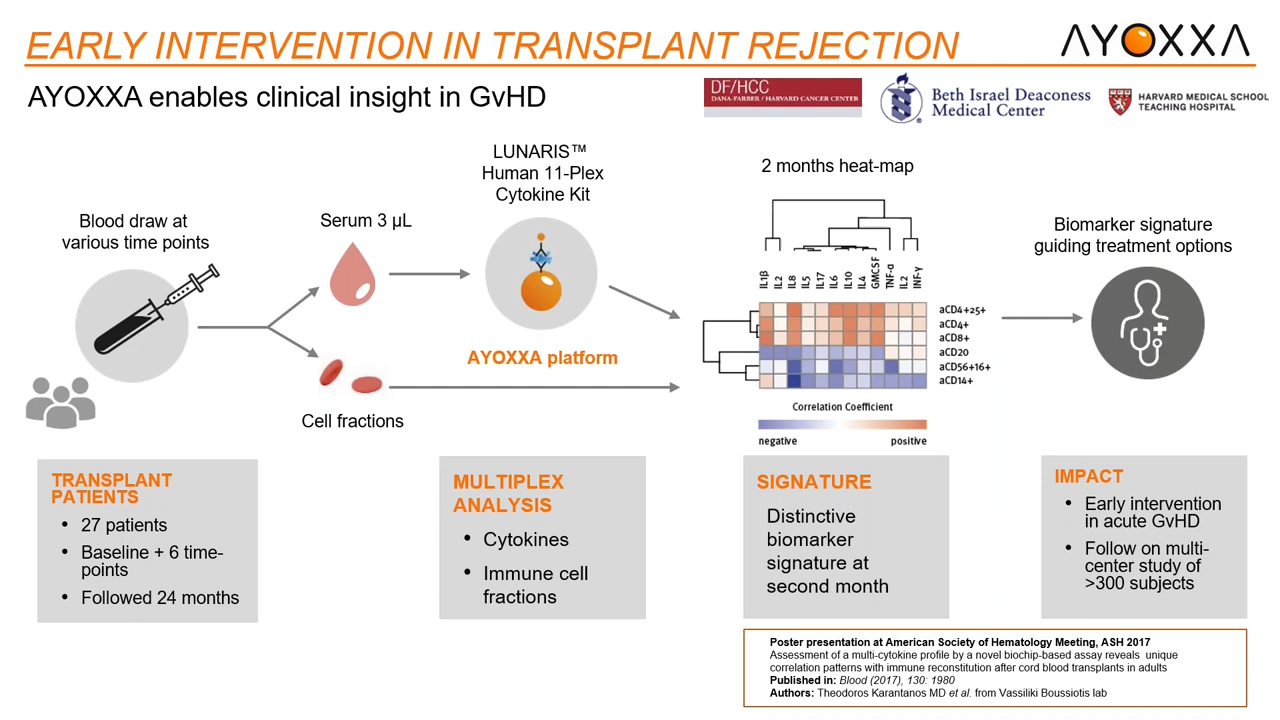 EARLY INTERVENTION IN TRANSPLANT REJECTION
AYOXXA
AYOXXA enables clinical insight in GvHD
DF/HCC
DANA-FARBER / HARVARD CANCER CENTER
Beth Israel Deaconess
Medical Center
HARVARD MEDICAL SCHOOL
TEACHING HOSPITAL
Blood draw at
various time points
Serum 3 µL
Cell fractions
LUNARIS™
Human 11-Plex
Cytokine Kit
AYOXXA platform
2 months heat-map
IL1β
IL2
IL8
IL5
IL17
IL6
IL10
IL4
GMCSF
TNF-α
IL2
INF-γ
aCD4+25+
aCD4+
aCD8+
aCD20
aCD56+16+
aCD14+
Correlation Coefficient
negative
positive
Biomarker signature
guiding treatment options
TRANSPLANT
PATIENTS
• 27 patients
• Baseline + 6 time-
points
• Followed 24 months
MULTIPLEX
ANALYSIS
• Cytokines
• Immune cell
fractions
SIGNATURE
Distinctive
biomarker
signature at
second month
IMPACT
• Early intervention
in acute GvHD
• Follow on multi-
center study of
>300 subjects
Poster presentation at American Society of Hematology Meeting, ASH 2017
Assessment of a multi-cytokine profile by a novel biochip-based assay reveals unique
correlation patterns with immune reconstitution after cord blood transplants in adults
Published in: Blood (2017), 130: 1980
Authors: Theodoros Karantanos MD et al. from Vassiliki Boussiotis lab